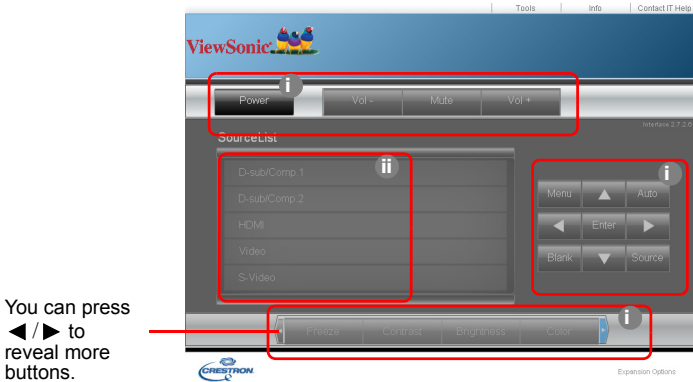 Tools Info Contact IT Help
ViewSonic
i
Power Vol - Mute Vol +
Interface 2.7.2.6
SourceList
ii
D-sub/Comp.1
D-sub/Comp.2
HDMI
Video
S-Video
i
Menu ▲ Auto
◀ Enter ▶
Blank ▼ Source
You can press
◀ / ▶ to
reveal more
buttons.
i
Freeze Contrast Brightness Color
CRESTRON
Expansion Options